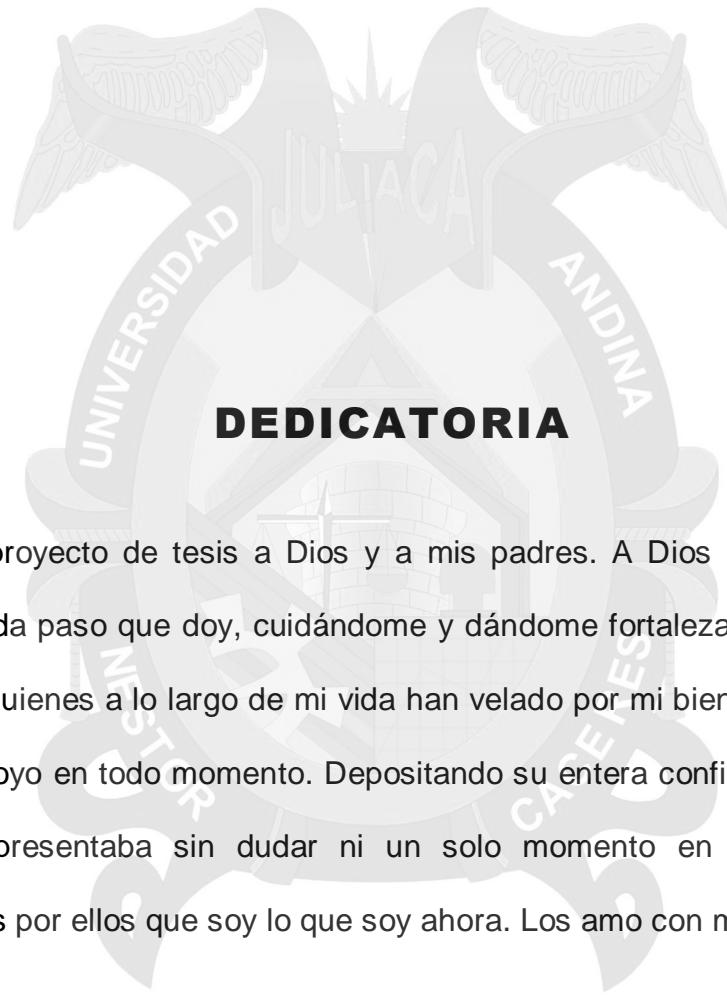 JULIACA
UNIVERSIDAD
ANDINA
DEDICATORIA
proyecto de tesis a Dios y a mis padres. A Dios
da paso que doy, cuidándome y dándome fortaleza
quienes a lo largo de mi vida han velado por mi bien
oyo en todo momento. Depositando su entera confi
presentaba sin dudar ni un solo momento en
s por ellos que soy lo que soy ahora. Los amo con m
NESTOR
CACERES